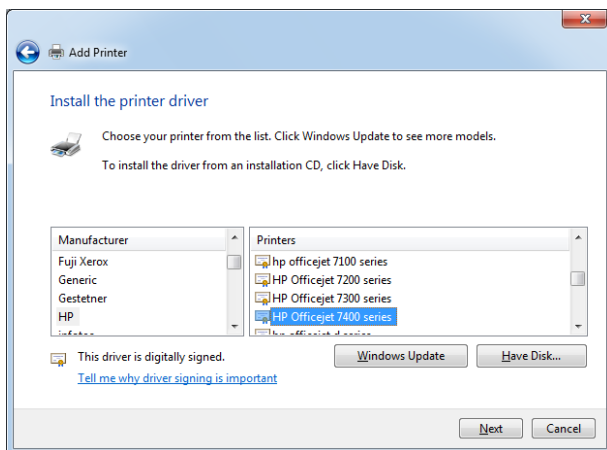 Add Printer
Install the printer driver
Choose your printer from the list. Click Windows Update to see more models.
To install the driver from an installation CD, click Have Disk.
Manufacturer
Fuji Xerox
Generic
Gestetner
HP
Printers
hp officejet 7100 series
HP Officejet 7200 series
HP Officejet 7300 series
HP Officejet 7400 series
This driver is digitally signed.
Tell me why driver signing is important
Windows Update
Have Disk...
Next
Cancel